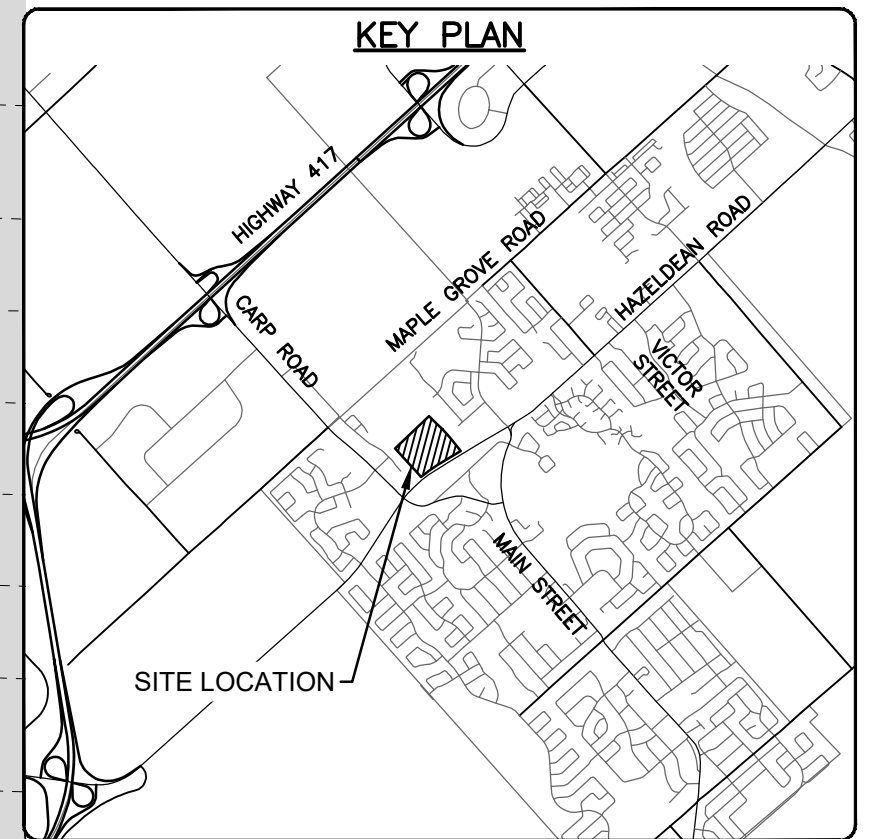 KEY PLAN
HIGHWAY 417
MAPLE GROVE ROAD
HAZELDEAN ROAD
CARP ROAD
VICTOR
STREET
MAIN STREET
SITE LOCATION